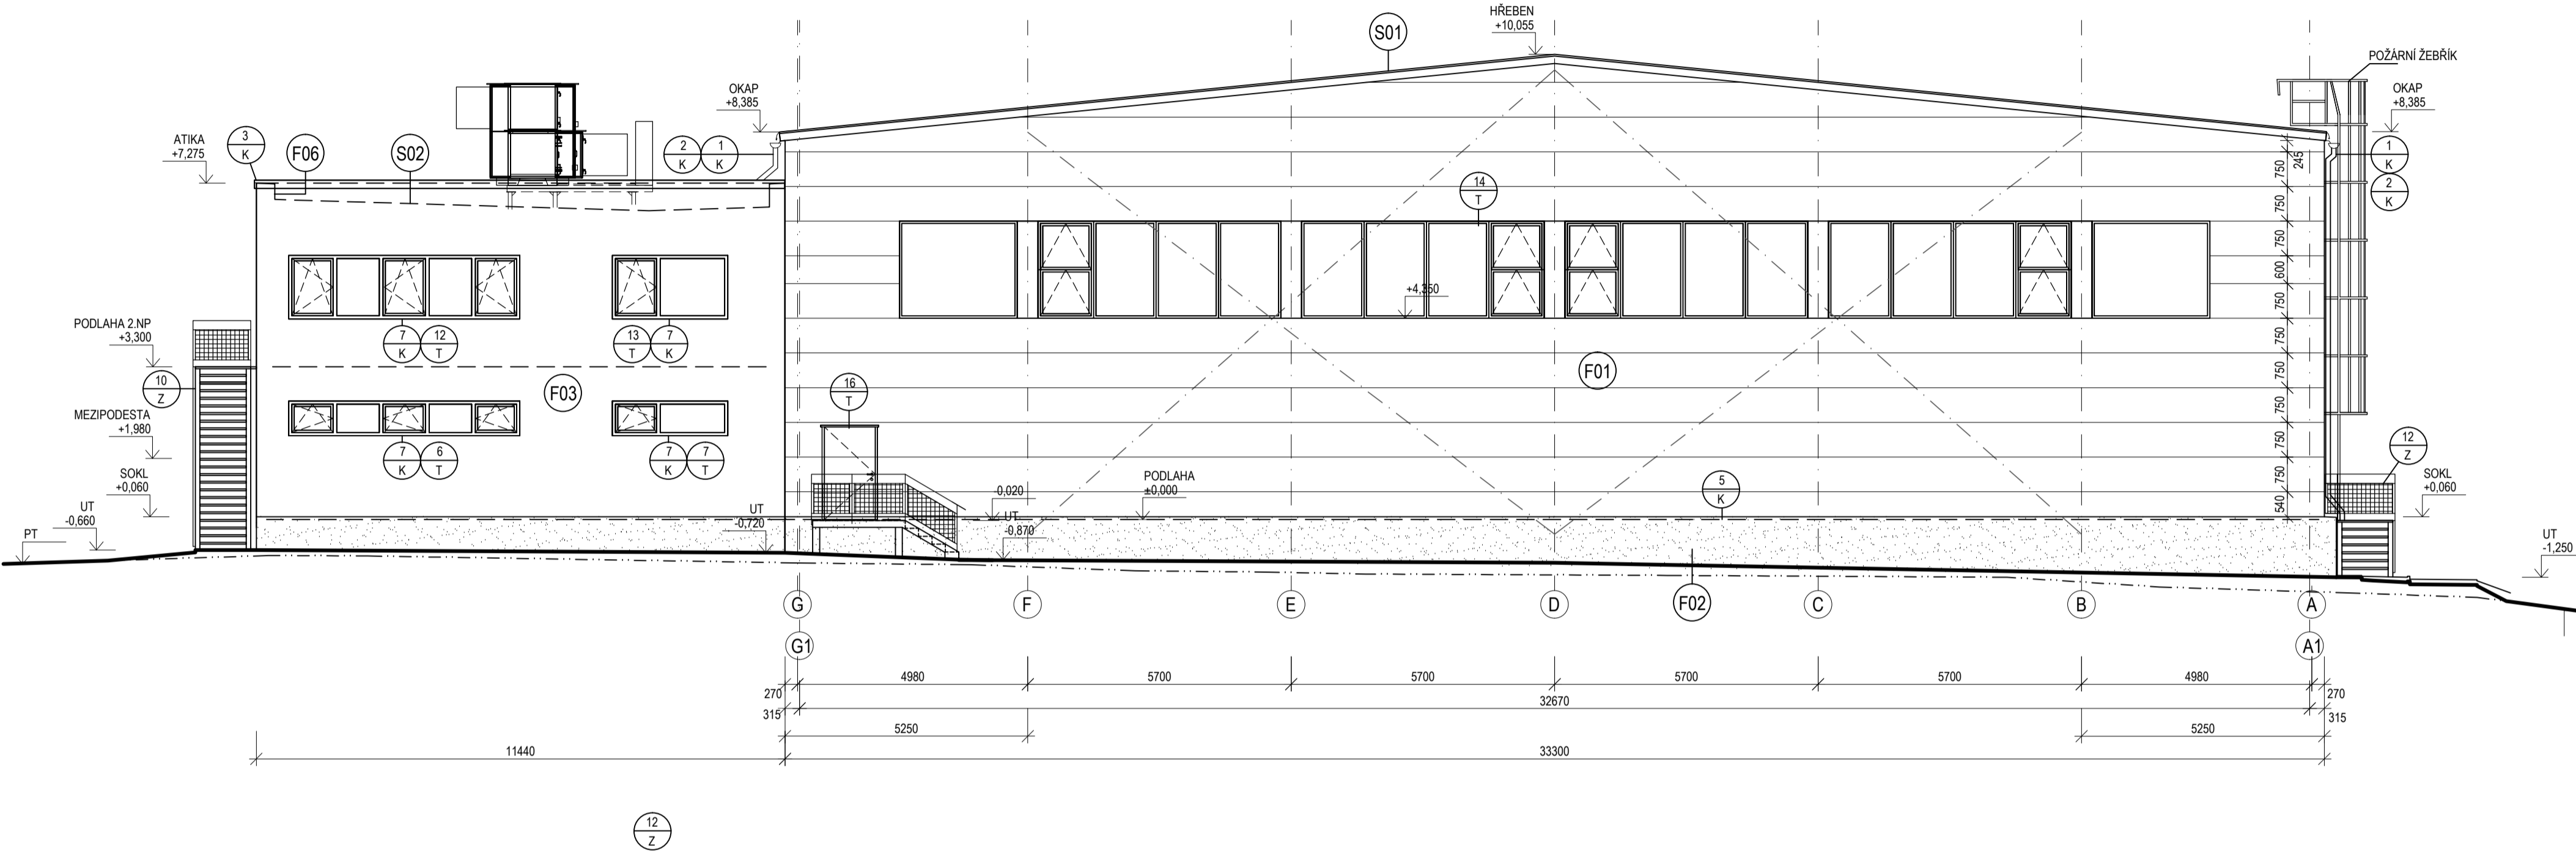 HŘEBEN
+10,055
S01
POŽÁRNÍ ŽEBŘÍK
OKAP
+8,385
OKAP
+8,385
ATIKA
+7,275
3
K
F06
S02
2
K
1
K
1
K
2
K
14
T
245
750
750
750
600
750
750
750
750
750
750
540
+4,350
PODLAHA 2.NP
+3,300
7
K
12
T
13
T
7
K
F01
10
Z
F03
16
T
MEZIPODESTA
+1,980
7
K
6
T
7
K
7
T
12
Z
SOKL
+0,060
PODLAHA
±0,000
5
K
SOKL
+0,060
-0,020
UT
-0,660
PT
UT
-0,720
UT
-0,870
UT
-1,250
G
F
E
D
C
B
A
F02
G1
A1
4980
5700
5700
5700
5700
4980
270
270
32670
315
315
5250
5250
11440
33300
12
Z